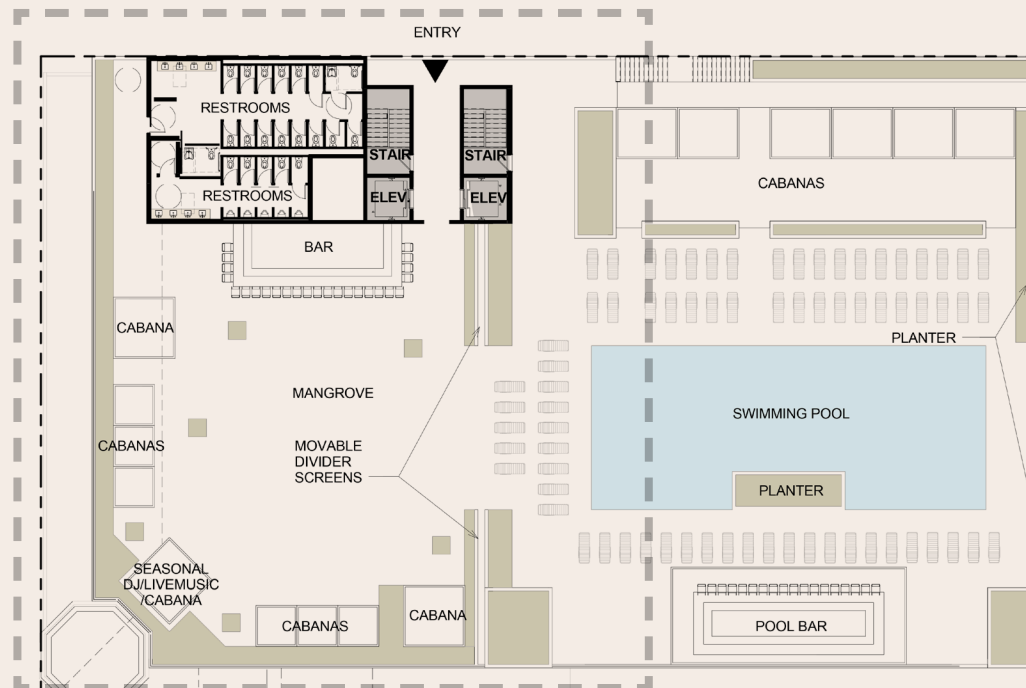 ENTRY
RESTROOMS
STAIR
STAIR
RESTROOMS
ELEV.
ELEV
CABANAS
BAR
CABANA
PLANTER
MANGROVE
SWIMMING POOL
CABANAS
MOVABLE
DIVIDER
SCREENS
PLANTER
SEASONAL
DJ/LIVEMUSIC
/CABANA
CABANAS
CABANA
POOL BAR